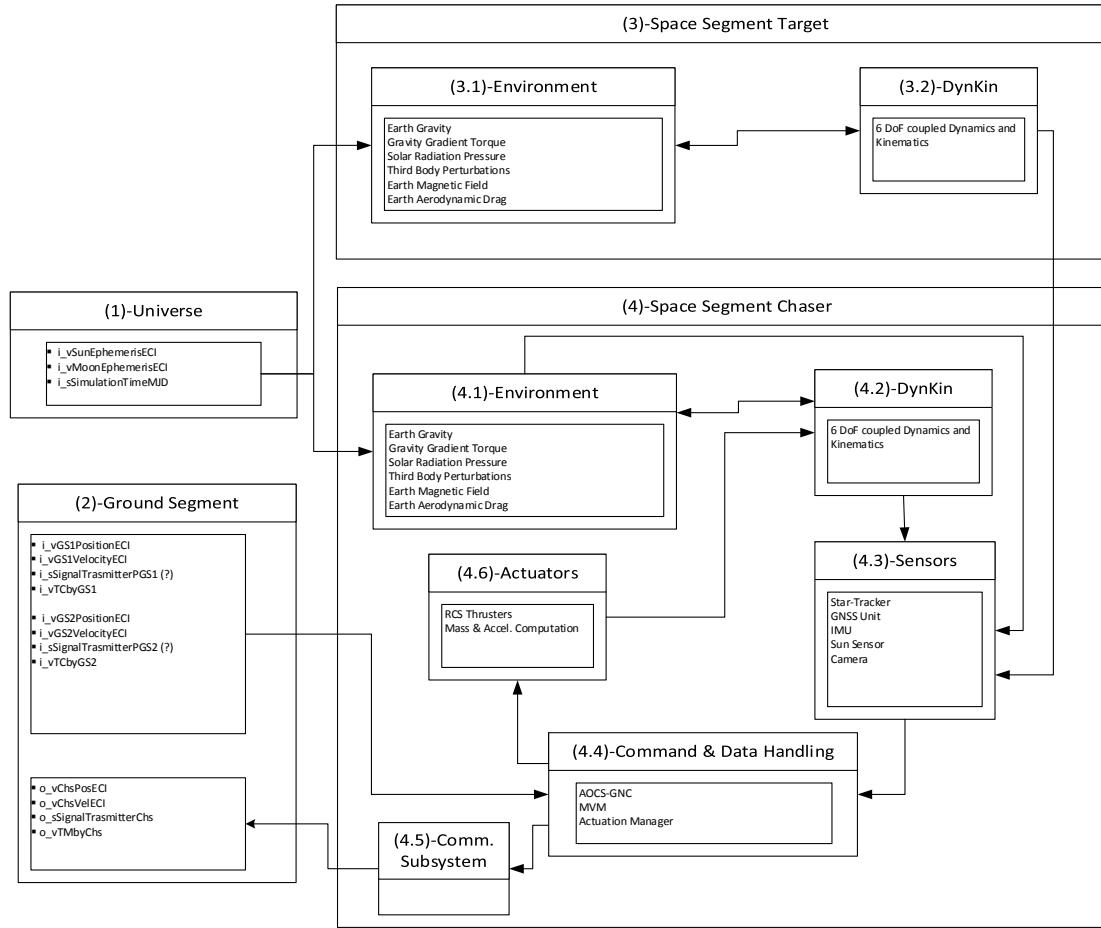 (3)-Space Segment Target
(3.1)-Environment
Earth Gravity
Gravity Gradient Torque
Solar Radiation Pressure
Third Body Perturbations
Earth Magnetic Field
Earth Aerodynamic Drag
(3.2)-DynKin
6 DoF coupled Dynamics and
Kinematics
(1)-Universe
i_vSunEphemerisECI
i_vMoonEphemerisECI
i_sSimulationTimeMJD
(4)-Space Segment Chaser
(4.1)-Environment
Earth Gravity
Gravity Gradient Torque
Solar Radiation Pressure
Third Body Perturbations
Earth Magnetic Field
Earth Aerodynamic Drag
(4.2)-DynKin
6 DoF coupled Dynamics and
Kinematics
(2)-Ground Segment
i_vGS1PositionECI
i_vGS1VelocityECI
i_sSignalTrasmitterPGS1 (?)
i_vTCbyGS1
i_vGS2PositionECI
i_vGS2VelocityECI
i_sSignalTrasmitterPGS2 (?)
i_vTCbyGS2
o_vChsPosECI
o_vChsVelECI
o_sSignalTrasmitterChs
o_vTMbyChs
(4.6)-Actuators
RCS Thrusters
Mass & Accel. Computation
(4.3)-Sensors
Star-Tracker
GNSS Unit
IMU
Sun Sensor
Camera
(4.4)-Command & Data Handling
AOCS-GNC
MVM
Actuation Manager
(4.5)-Comm.
Subsystem